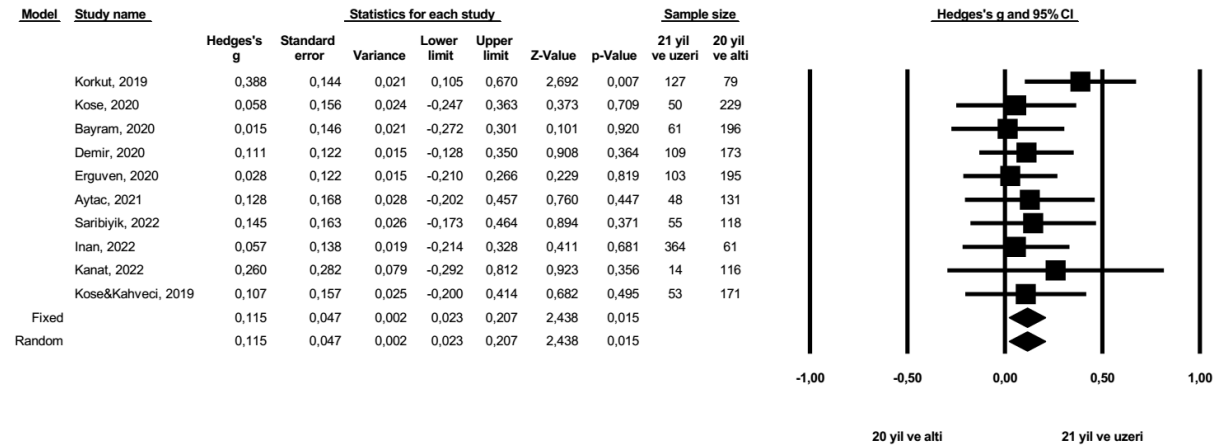 Model Study name Statistics for each study Sample size Hedges's g and 95% CI
Hedges's g Standard error Variance Lower limit Upper limit Z-Value p-Value 21 yil ve uzeri 20 yil ve alti
Korkut, 2019 0,388 0,144 0,021 0,105 0,670 2,692 0,007 127 79
Kose, 2020 0,058 0,156 0,024 -0,247 0,363 0,373 0,709 50 229
Bayram, 2020 0,015 0,146 0,021 -0,272 0,301 0,101 0,920 61 196
Demir, 2020 0,111 0,122 0,015 -0,128 0,350 0,908 0,364 109 173
Erguven, 2020 0,028 0,122 0,015 -0,210 0,266 0,229 0,819 103 195
Aytac, 2021 0,128 0,168 0,028 -0,202 0,457 0,760 0,447 48 131
Saribiyik, 2022 0,145 0,163 0,026 -0,173 0,464 0,894 0,371 55 118
Inan, 2022 0,057 0,138 0,019 -0,214 0,328 0,411 0,681 364 61
Kanat, 2022 0,260 0,282 0,079 -0,292 0,812 0,923 0,356 14 116
Kose&Kahveci, 2019 0,107 0,157 0,025 -0,200 0,414 0,682 0,495 53 171
Fixed 0,115 0,047 0,002 0,023 0,207 2,438 0,015
Random 0,115 0,047 0,002 0,023 0,207 2,438 0,015
-1,00 -0,50 0,00 0,50 1,00
20 yil ve alti 21 yil ve uzeri